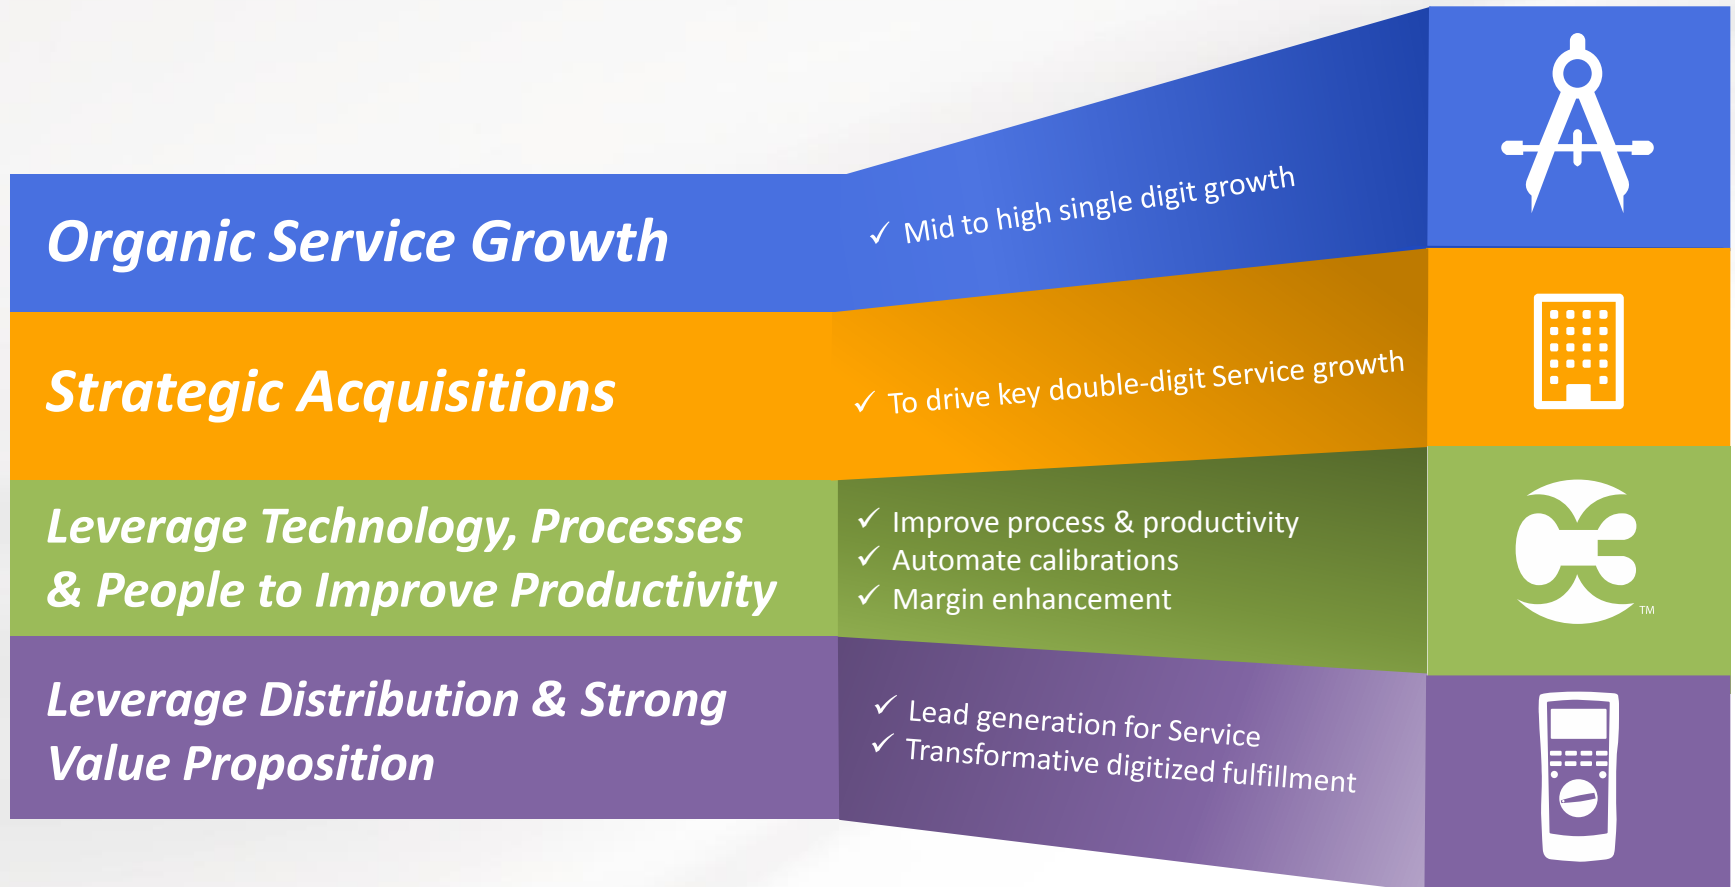 Organic Service Growth
✓ Mid to high single digit growth
Strategic Acquisitions
✓ To drive key double-digit Service growth
Leverage Technology, Processes
& People to Improve Productivity
✓ Improve process & productivity
✓ Automate calibrations
✓ Margin enhancement
TM
Leverage Distribution & Strong
Value Proposition
✓ Lead generation for Service
✓ Transformative digitized fulfillment